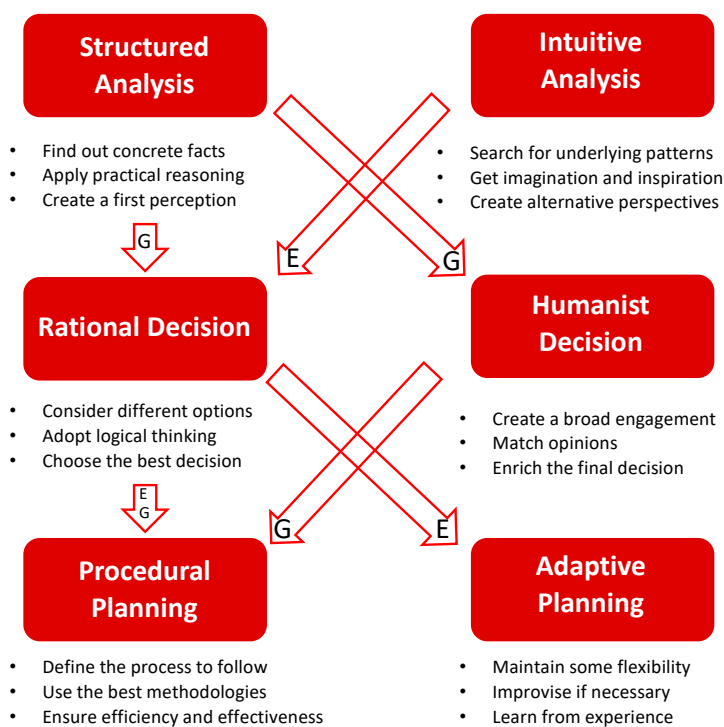 Structured
Analysis
Intuitive
Analysis
• Find out concrete facts
• Apply practical reasoning
• Create a first perception
• Search for underlying patterns
• Get imagination and inspiration
• Create alternative perspectives
G
E
G
Rational Decision
Humanist
Decision
• Consider different options
• Adopt logical thinking
• Choose the best decision
• Create a broad engagement
• Match opinions
• Enrich the final decision
E
G
G
E
Procedural
Planning
Adaptive
Planning
• Define the process to follow
• Use the best methodologies
• Ensure efficiency and effectiveness
• Maintain some flexibility
• Improvise if necessary
• Learn from experience